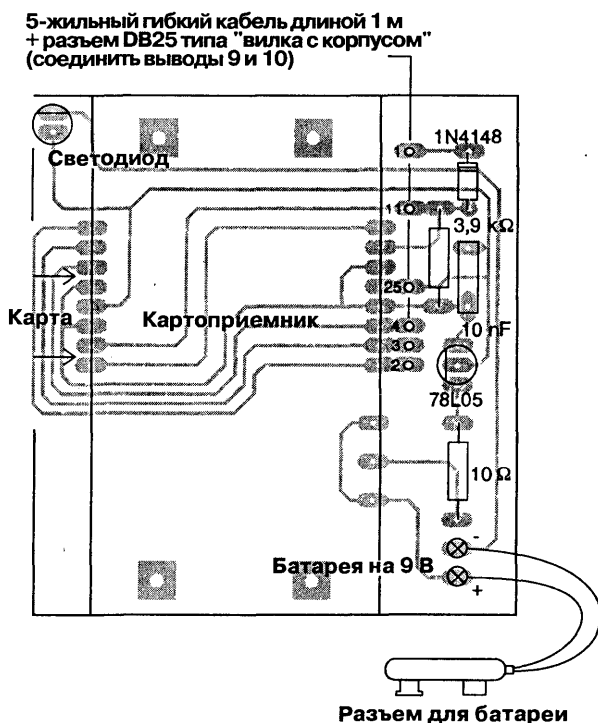 5-жильный гибкий кабель длиной 1 м
+ разъем DB25 типа "вилка с корпусом"
(соединить выводы 9 и 10)
1N4148
Светодиод
11
3,9 kΩ
25
Карта
Картоприемник
4
10 nF
3
2
78L05
10 Ω
-
Батарея на 9 В
+
Разъем для батареи